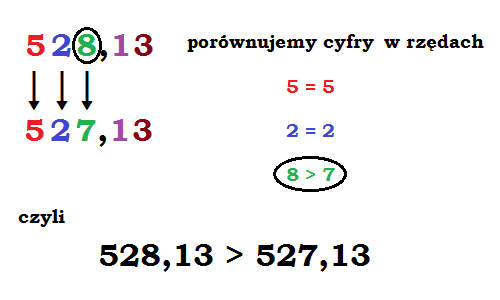 528,13
porównujemy cyfry w rzędach
5 = 5
527,13
2 = 2
8 > 7
czyli
528,13 > 527,13